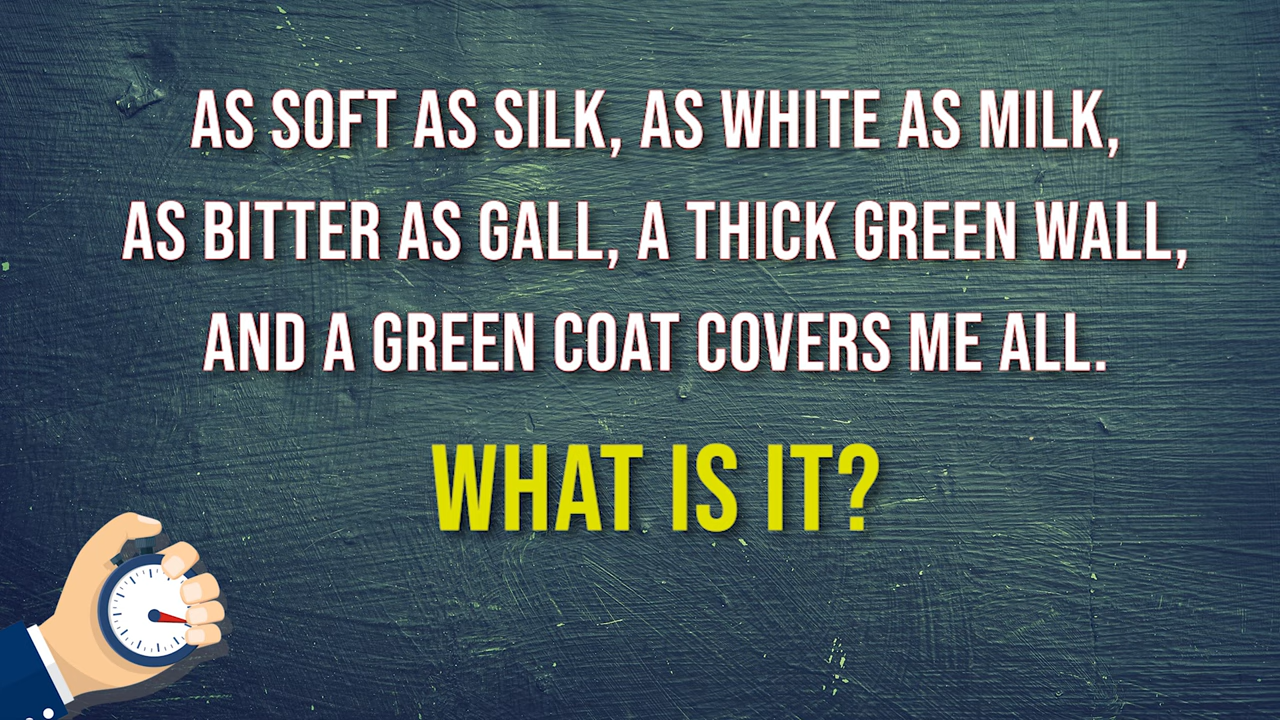 AS SOFT AS SILK, AS WHITE AS MILK,
AS BITTER AS GALL, A THICK GREEN WALL,
AND A GREEN COAT COVERS ME ALL.
WHAT IS IT?